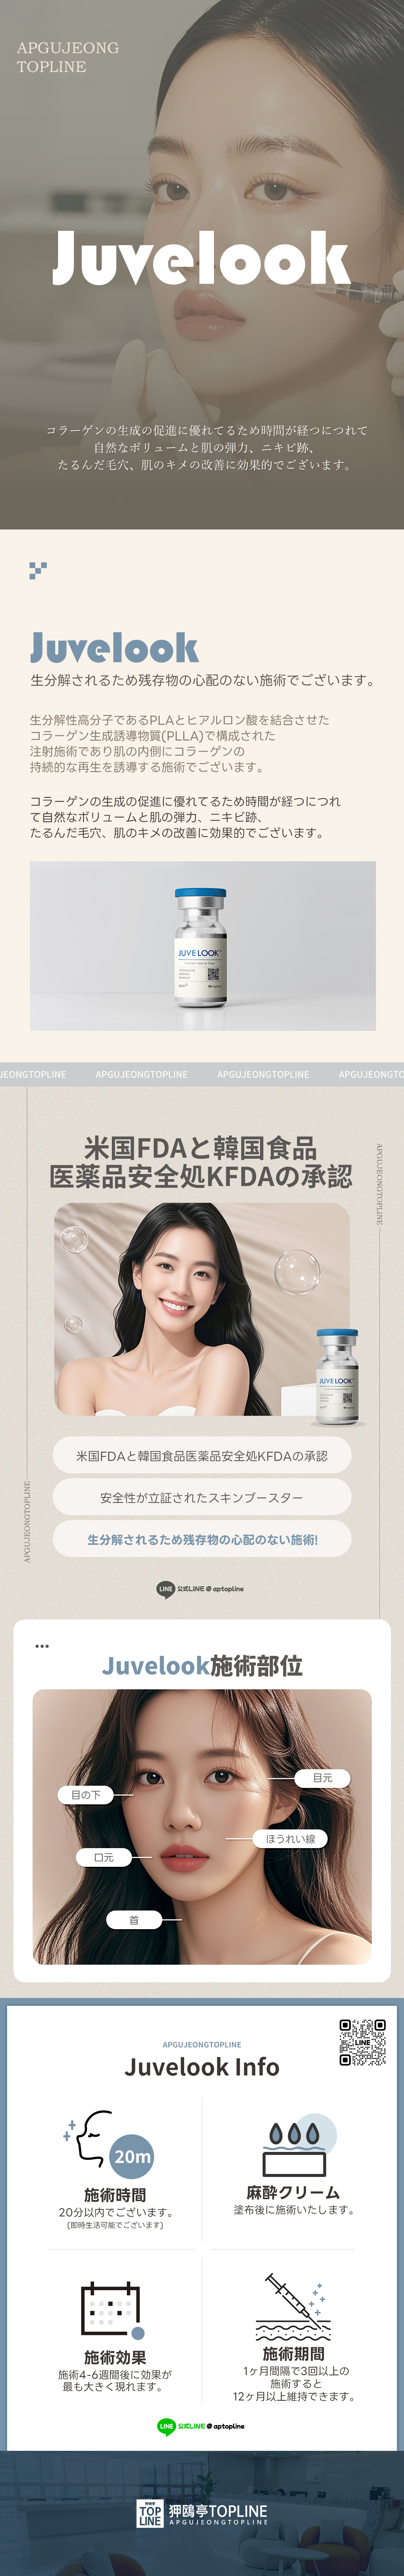 APGUJEONG
TOPLINE
Juvelook
コラーゲンの生成の促進に優れてるため時間が経つにつれて
自然なボリュームと肌の弾力、ニキビ跡、
たるんだ毛穴、肌のキメの改善に効果的でございます。
Juvelook
生分解されるため残存物の心配のない施術でございます。
生分解性高分子であるPLAとヒアルロン酸を結合させた
コラーゲン生成誘導物質(PLLA)で構成された
注射施術であり肌の内側にコラーゲンの
持続的な再生を誘導する施術でございます。
コラーゲンの生成の促進に優れてるため時間が経つにつれ
て自然なボリュームと肌の弾力、ニキビ跡、
たるんだ毛穴、肌のキメの改善に効果的でございます。
JUVELOOK
JEONGTOPLINE APGUJEONGTOPLINE APGUJEONGTOPLINE APGUJEONGTO
米国FDAと韓国食品
医薬品安全処KFDAの承認
APGUJEONGTOPLINE
JUVELOOK
米国FDAと韓国食品医薬品安全処KFDAの承認
安全性が立証されたスキンブースター
生分解されるため残存物の心配のない施術!
APGUJEONGTOPLINE
LINE 公式LINE @ aptopline
Juvelook施術部位
目元
目の下
ほうれい線
口元
首
LINE
APGUJEONGTOPLINE
Juvelook Info
20m
施術時間
20分以内でございます。
(即時生活可能でございます)
麻酔クリーム
塗布後に施術いたします。
施術効果
施術4-6週間後に効果が
最も大きく現れます。
施術期間
1ヶ月間隔で3回以上の
施術すると
12ヶ月以上維持できます。
LINE 公式LINE @ aptopline
TOP
LINE
狎鴎亭TOPLINE
APGUJEONGTOPLINE